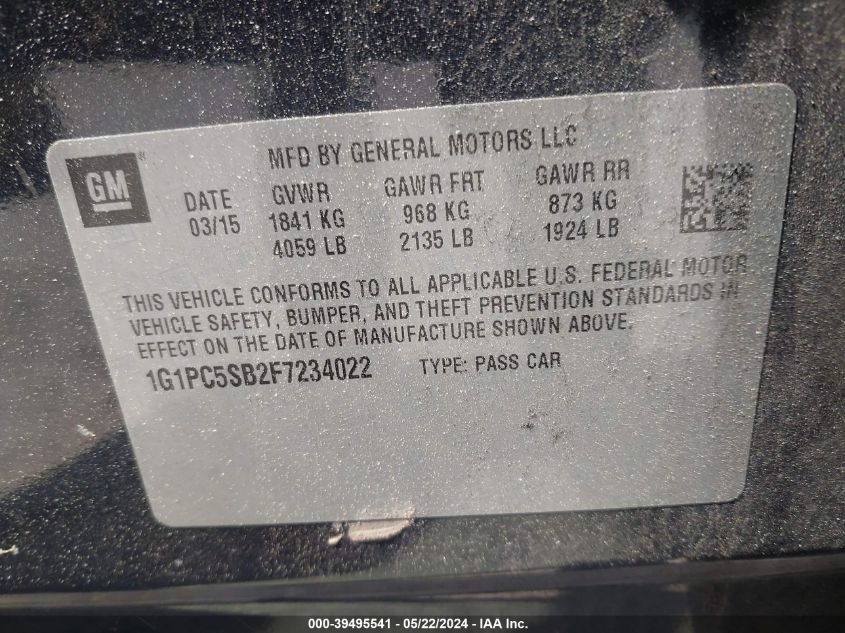 GM®
MFD BY GENERAL MOTORS LLC
DATE GVWR GAWR FRT GAWR RR
03/15 1841 KG 968 KG 873 KG
4059 LB 2135 LB 1924 LB
THIS VEHICLE CONFORMS TO ALL APPLICABLE U.S. FEDERAL MOTOR
VEHICLE SAFETY, BUMPER, AND THEFT PREVENTION STANDARDS IN
EFFECT ON THE DATE OF MANUFACTURE SHOWN ABOVE.
1G1PC5SB2F7234022 TYPE: PASS CAR
000-39495541 - 05/22/2024 - IAA Inc.